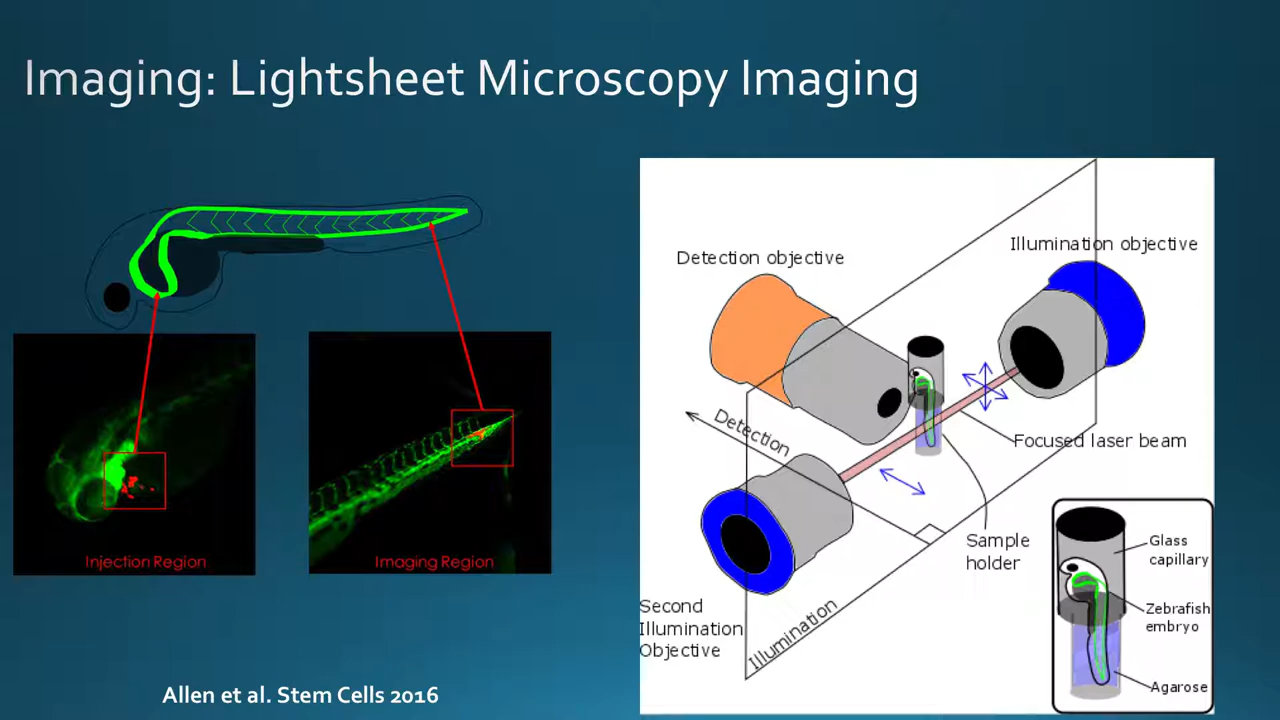 Imaging: Lightsheet Microscopy Imaging
Injection Region
Imaging Region
Allen et al. Stem Cells 2016
Detection objective
Illumination objective
Detection
Focused laser beam
Sample
holder
Second
Illumination
Objective
Illumination
Glass
capillary
Zebrafish
embryo
Agarose